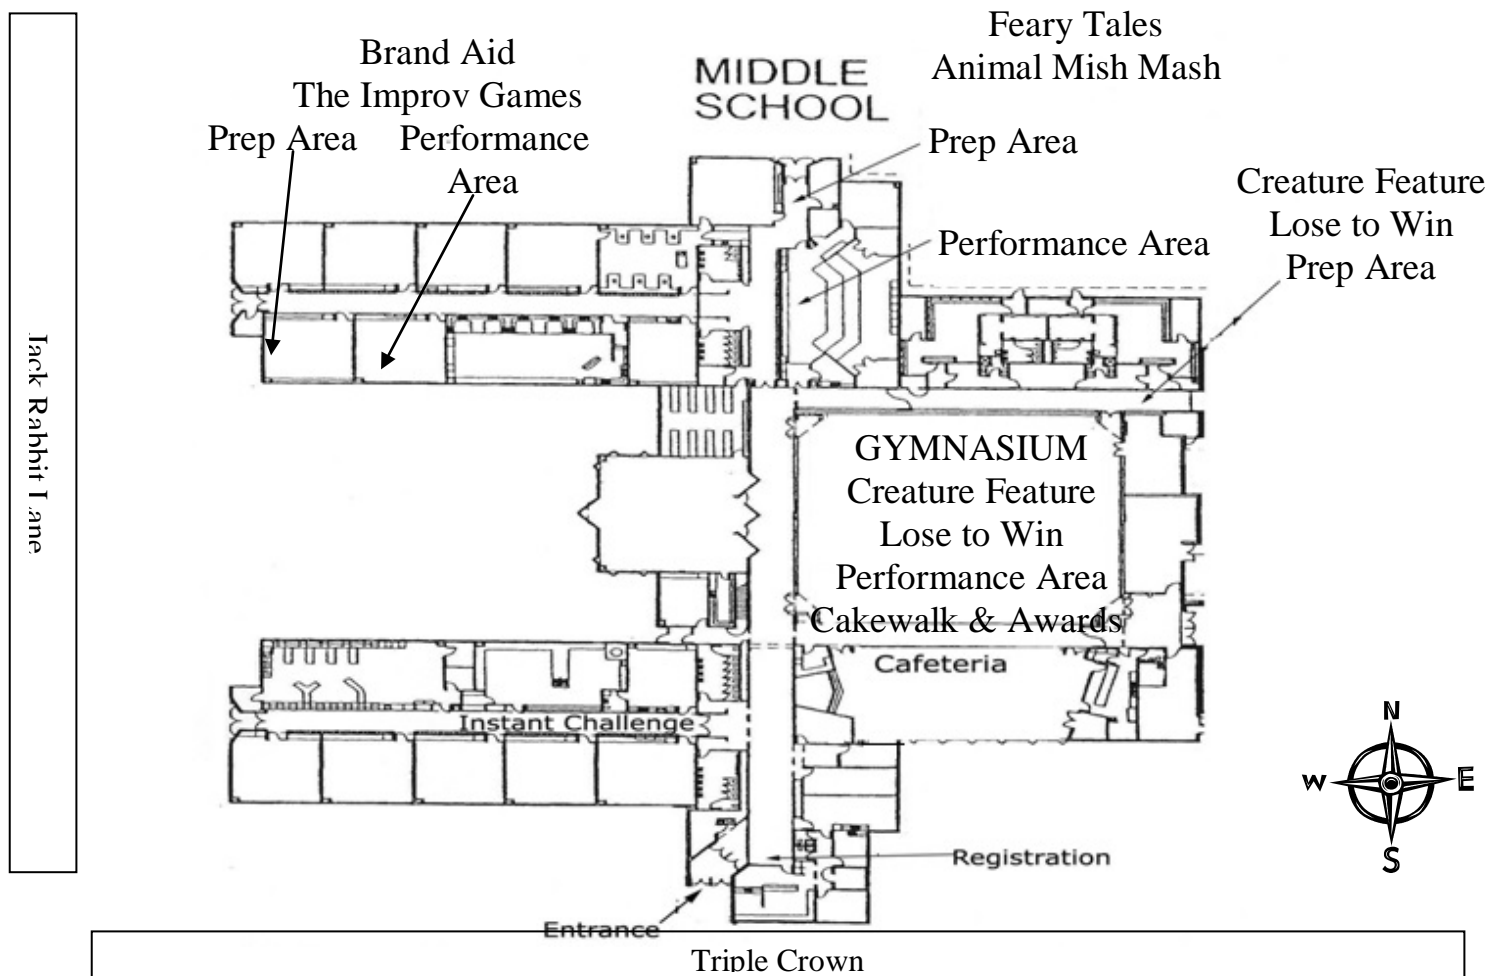 Feary Tales
Animal Mish Mash
Brand Aid
The Improv Games
Prep Area Performance
Area
MIDDLE
SCHOOL
Prep Area
Performance Area
Creature Feature
Lose to Win
Prep Area
Jack Rabbit Lane
GYMNASIUM
Creature Feature
Lose to Win
Performance Area
Cakewalk & Awards
Cafeteria
Instant Challenge
N
W E
S
Registration
Entrance
Triple Crown